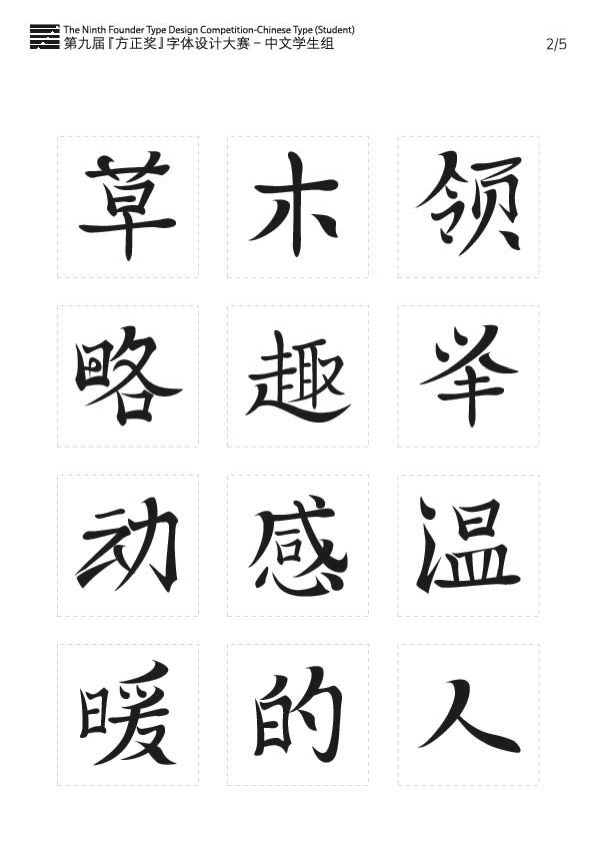 The Ninth Founder Type Design Competition-Chinese Type (Student)
第九届『方正奖』字体设计大赛－中文学生组
2/5
草木领
略趣举
动感温
暖的人